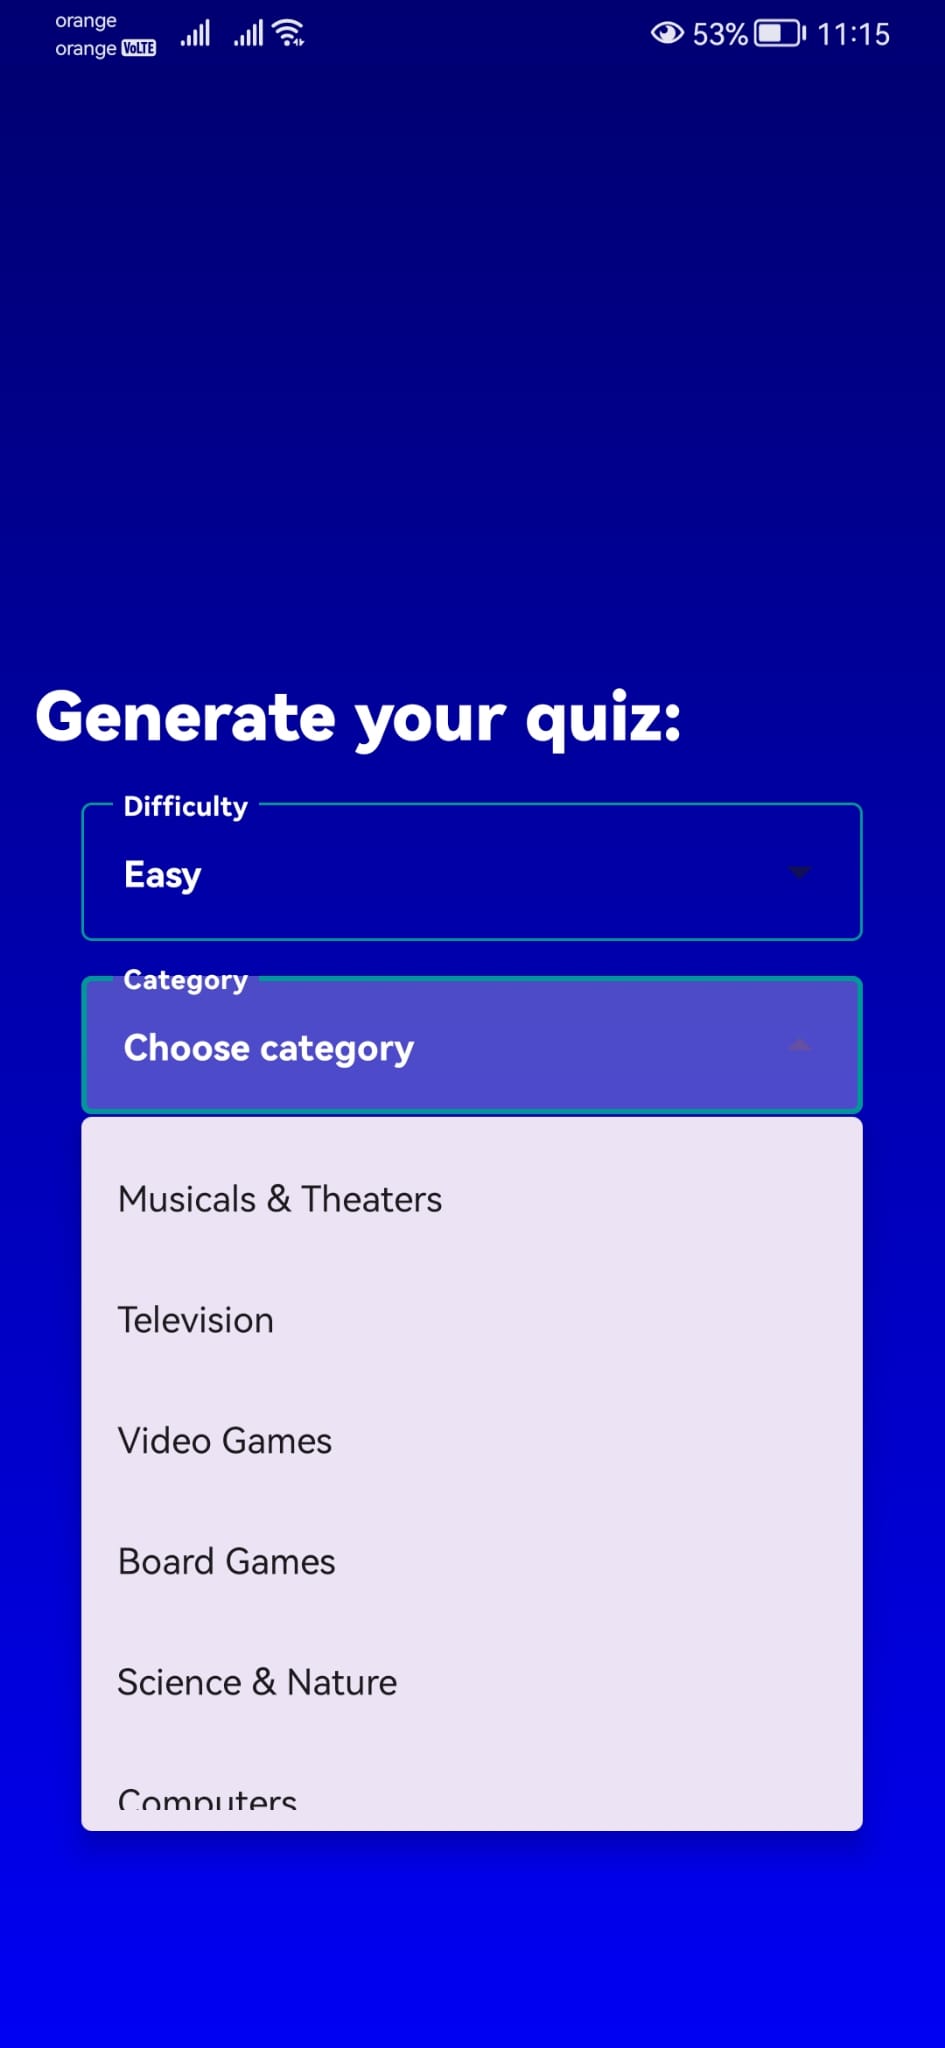 orange
orange VoLTE
53% 11:15
Generate your quiz:
Difficulty
Easy
Category
Choose category
Musicals & Theaters
Television
Video Games
Board Games
Science & Nature
Computers